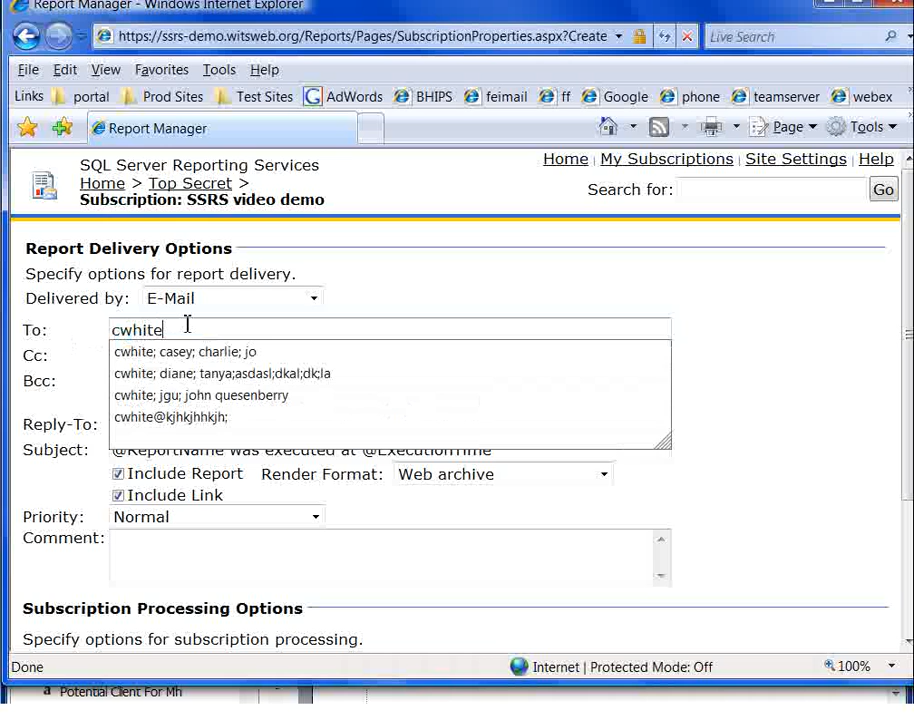 Report Manager - Windows Internet Explorer
https://ssrs-demo.witsweb.org/Reports/Pages/SubscriptionProperties.aspx?Create
Live Search
File Edit View Favorites Tools Help
Links portal Prod Sites Test Sites AdWords BHIPS feimail ff Google phone teamserver webex
Report Manager Page Tools
SQL Server Reporting Services
Home | My Subscriptions | Site Settings | Help
Home > Top Secret >
Search for: Go
Subscription: SSRS video demo
Report Delivery Options
Specify options for report delivery.
Delivered by: E-Mail
To: cwhite
Cc: cwhite; casey; charlie; jo
cwhite; diane; tanya;asdasl;dkal;dk;la
Bcc:
cwhite; jgu; john quesenberry
cwhite@kjhkjhhkjh;
Reply-To:
Subject: @ReportName was executed at @ExecutionTime
Include Report Render Format: Web archive
Include Link
Priority: Normal
Comment:
Subscription Processing Options
Specify options for subscription processing.
Done Internet | Protected Mode: Off 100%
a Potential Client For Mh